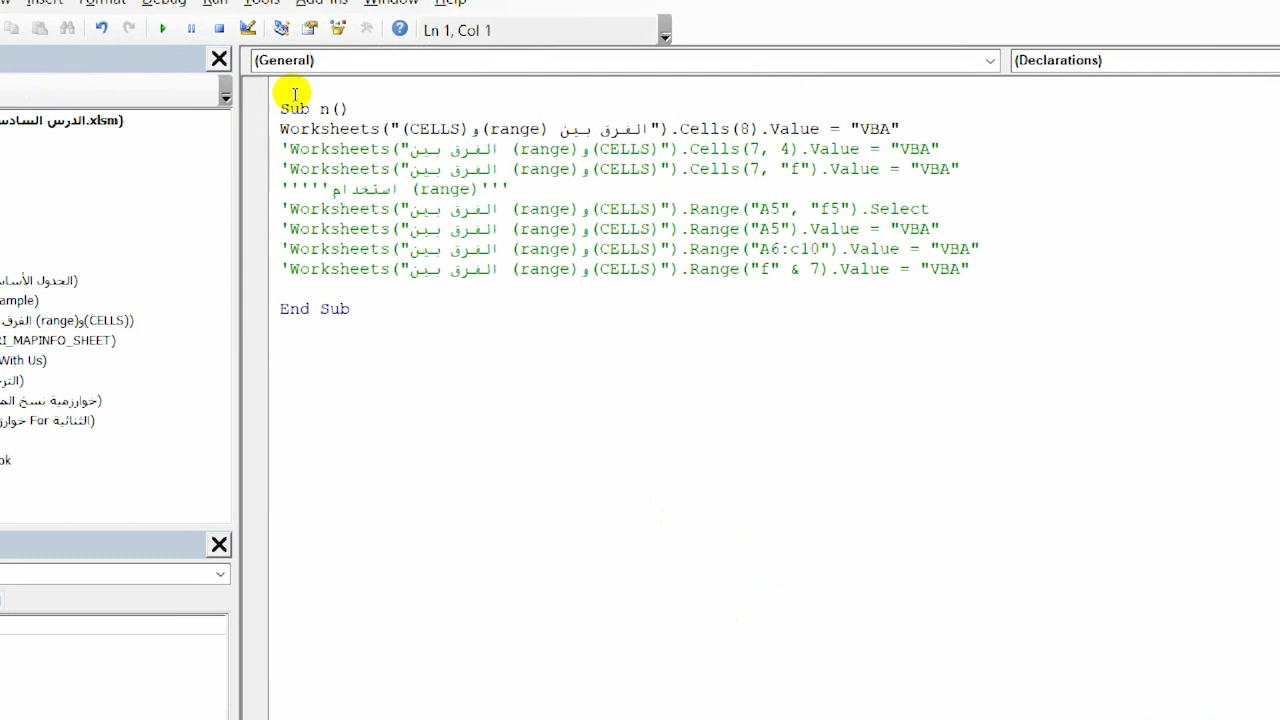 Insert Format Debug Run Tools Add-Ins Window Help
Ln 1, Col 1
(General)
(Declarations)
الدرس السادس.xlsm)
(الجدول الأساس
ample)
الفرق (range)و(CELLS))
RI_MAPINFO_SHEET)
With Us)
(التر
(خوارزمية نسخ الم
خوارز For الثنائية)
ok
Sub n()
Worksheets("الفرق بين (range)و(CELLS)").Cells(8).Value = "VBA"
'Worksheets("الفرق بين (range)و(CELLS)").Cells(7, 4).Value = "VBA"
'Worksheets("الفرق بين (range)و(CELLS)").Cells(7, "f").Value = "VBA"
'''''استخدام (range)'''
'Worksheets("الفرق بين (range)و(CELLS)").Range("A5", "f5").Select
'Worksheets("الفرق بين (range)و(CELLS)").Range("A5").Value = "VBA"
'Worksheets("الفرق بين (range)و(CELLS)").Range("A6:c10").Value = "VBA"
'Worksheets("الفرق بين (range)و(CELLS)").Range("f" & 7).Value = "VBA"
End Sub